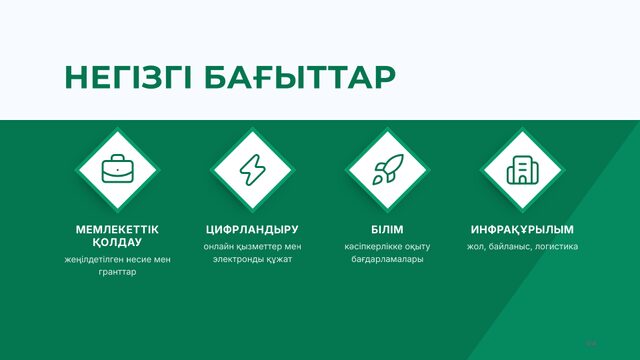 НЕГІЗГІ БАҒЫТТАР
МЕМЛЕКЕТТІК
ҚОЛДАУ
жеңілдетілген несие мен
гранттар
ЦИФРЛАНДЫРУ
онлайн қызметтер мен
электронды құжат
БІЛІМ
кәсіпкерлікке оқыту
бағдарламалары
ИНФРАҚҰРЫЛЫМ
жол, байланыс, логистика